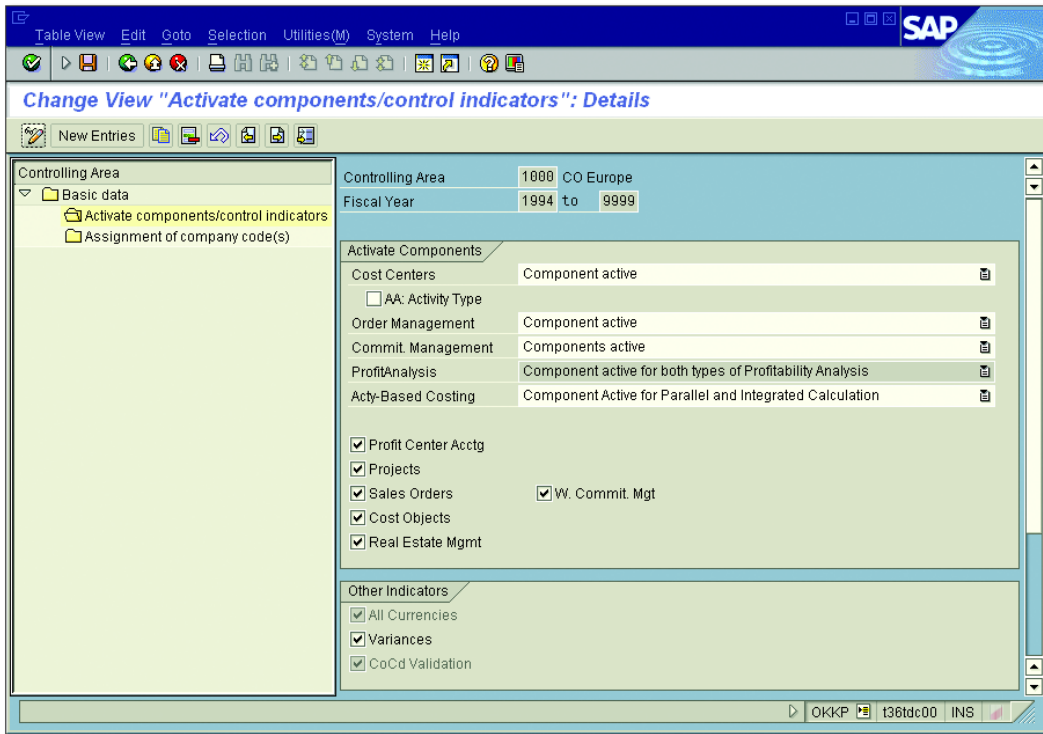 SAP
Table View Edit Goto Selection Utilities(M) System Help
Change View "Activate components/control indicators": Details
New Entries
Controlling Area
Basic data
Activate components/control indicators
Assignment of company code(s)
Controlling Area 1000 CO Europe
Fiscal Year 1994 to 9999
Activate Components
Cost Centers Component active
AA: Activity Type
Order Management Component active
Commit. Management Components active
ProfitAnalysis Component active for both types of Profitability Analysis
Acty-Based Costing Component Active for Parallel and Integrated Calculation
Profit Center Acctg
Projects
Sales Orders W. Commit. Mgt
Cost Objects
Real Estate Mgmt
Other Indicators
All Currencies
Variances
CoCd Validation
OKKP t36tdc00 INS